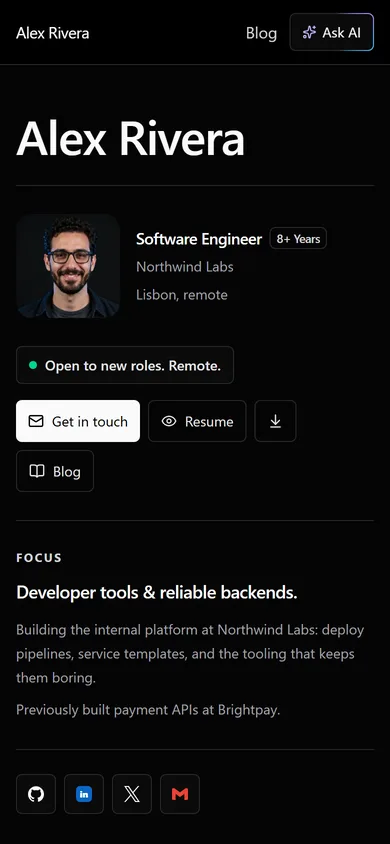 Alex Rivera
Blog
Ask AI
Alex Rivera
Software Engineer
8+ Years
Northwind Labs
Lisbon, remote
Open to new roles. Remote.
Get in touch
Resume
Blog
FOCUS
Developer tools & reliable backends.
Building the internal platform at Northwind Labs: deploy
pipelines, service templates, and the tooling that keeps
them boring.
Previously built payment APIs at Brightpay.
in